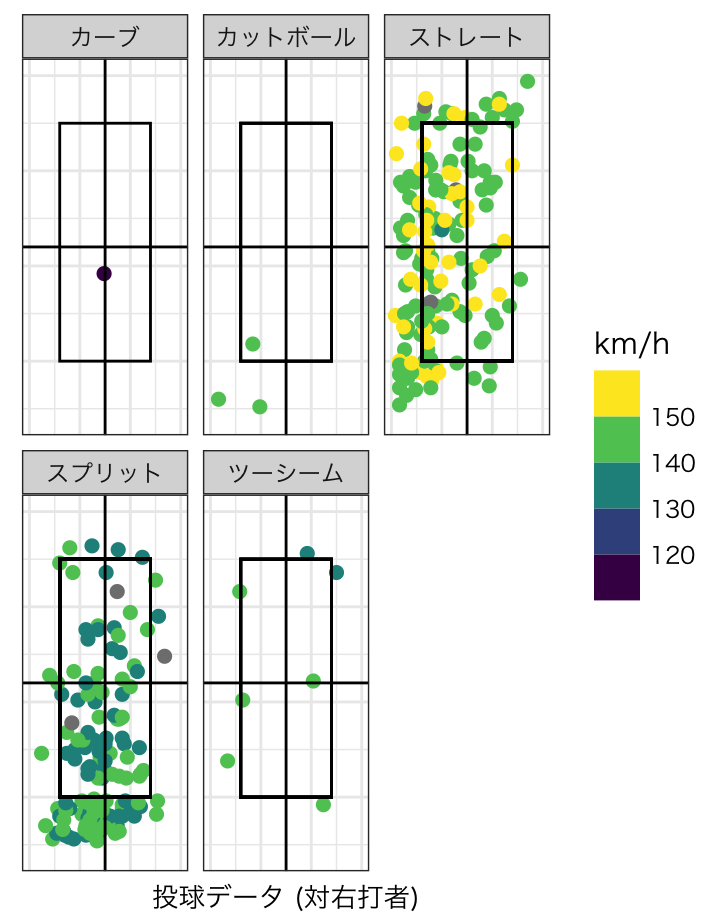 カーブ
カットボール
ストレート
km/h
150
140
130
120
スプリット
ツーシーム
投球データ (対右打者)